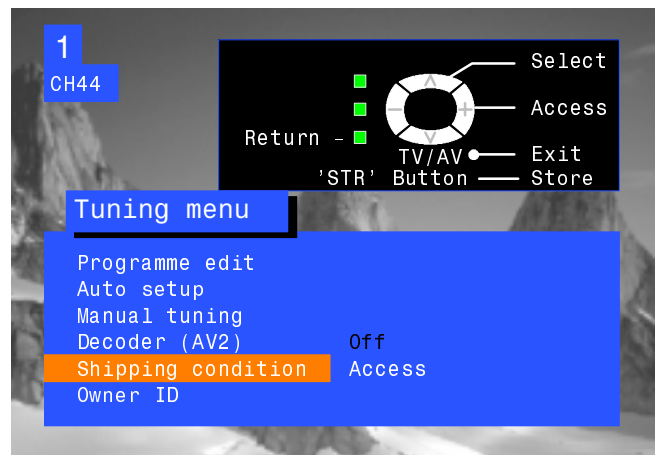 1
CH44
Select
Access
Return –
TV/AV Exit
'STR' Button Store
Tuning menu
Programme edit
Auto setup
Manual tuning
Decoder (AV2) Off
Shipping condition Access
Owner ID